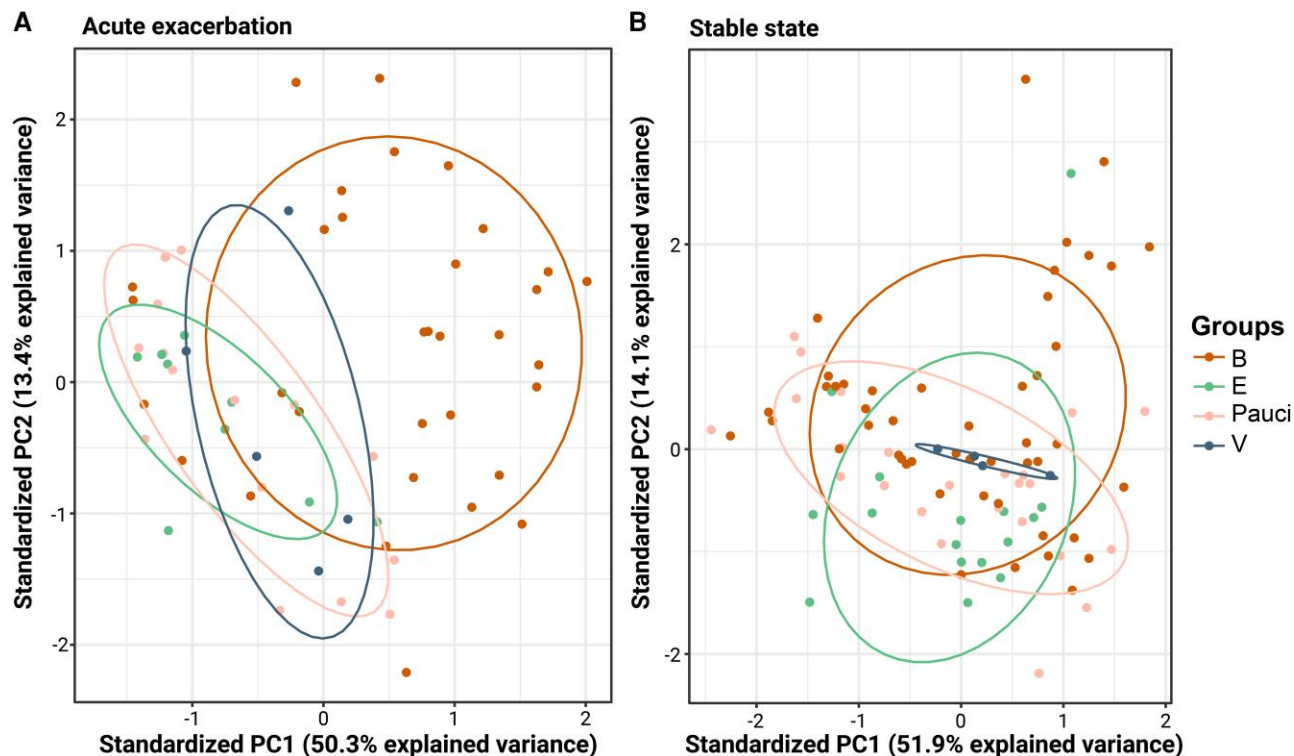 A Acute exacerbation
Standardized PC2 (13.4% explained variance)
2
1
0
-1
-2
-1 0 1 2
Standardized PC1 (50.3% explained variance)
B Stable state
Standardized PC2 (14.1% explained variance)
2
0
-2
-2 -1 0 1 2
Standardized PC1 (51.9% explained variance)
Groups
B
E
Pauci
V